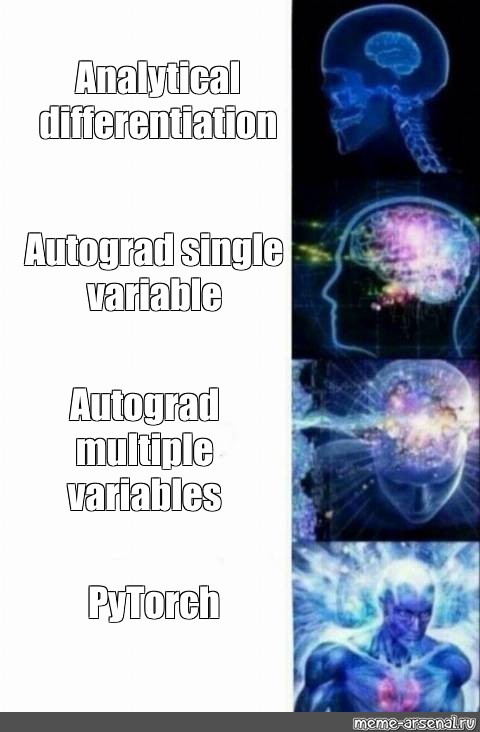 Analytical
differentiation
Autograd single
variable
Autograd
multiple
variables
PyTorch
meme-arsenal.ru